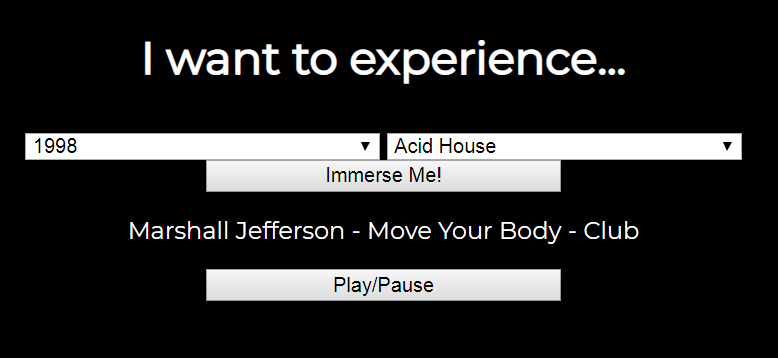 I want to experience...
1998 Acid House
Immerse Me!
Marshall Jefferson - Move Your Body - Club
Play/Pause